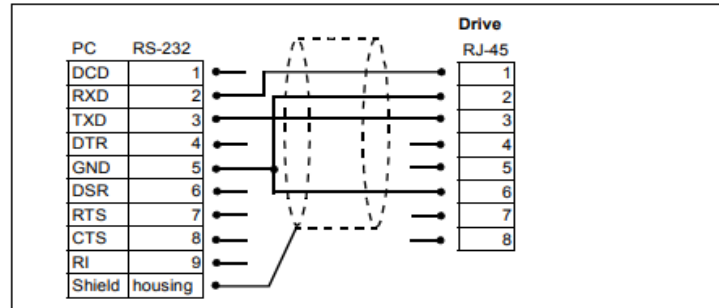 Drive
PC RS-232 RJ-45
DCD 1 1
RXD 2 2
TXD 3 3
DTR 4 4
GND 5 5
DSR 6 6
RTS 7 7
CTS 8 8
RI 9
Shield housing